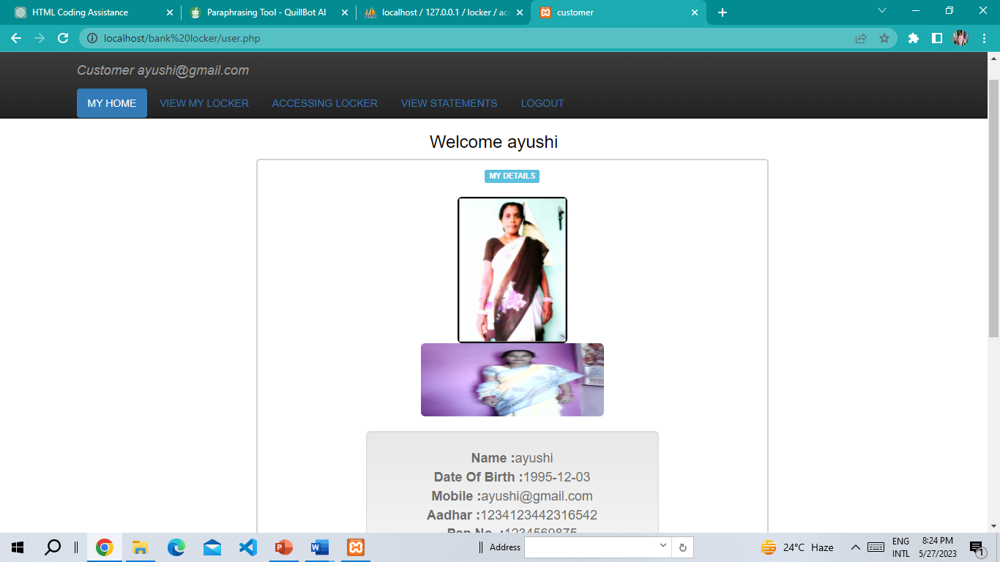 HTML Coding Assistance
Paraphrasing Tool - QuillBot AI
localhost / 127.0.0.1 / locker / acc
customer
localhost/bank%20locker/user.php
Customer ayushi@gmail.com
MY HOME VIEW MY LOCKER ACCESSING LOCKER VIEW STATEMENTS LOGOUT
Welcome ayushi
MY DETAILS
Name :ayushi
Date Of Birth :1995-12-03
Mobile :ayushi@gmail.com
Aadhar :1234123442316542
Pan No. :1234569875
Address
24°C Haze
ENG
INTL
8:24 PM
5/27/2023
1